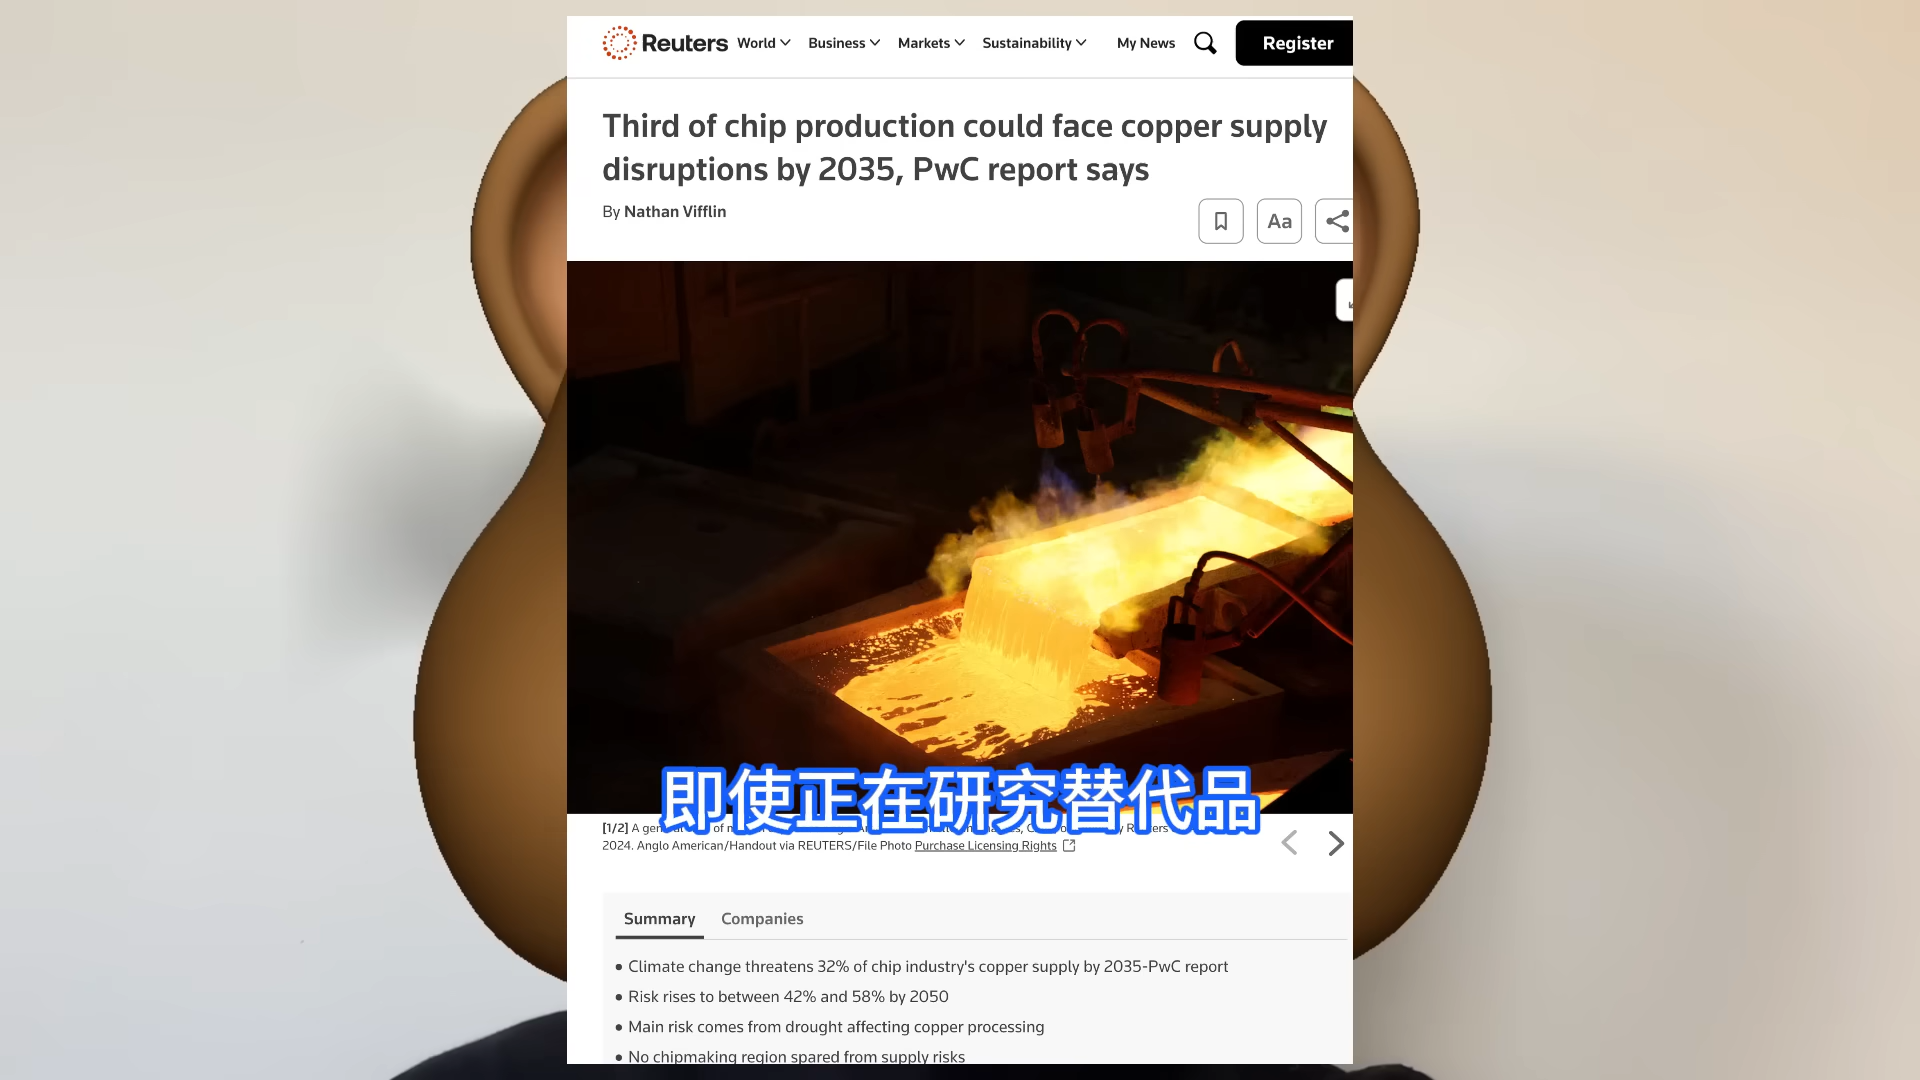 Reuters World Business Markets Sustainability My News Register
Third of chip production could face copper supply
disruptions by 2035, PwC report says
By Nathan Vifflin
Aa
即使正在研究替代品
[1/2] A
2024. Anglo American/Handout via REUTERS/File Photo Purchase Licensing Rights
Summary Companies
• Climate change threatens 32% of chip industry's copper supply by 2035-PwC report
• Risk rises to between 42% and 58% by 2050
• Main risk comes from drought affecting copper processing
• No chipmaking region spared from supply risks